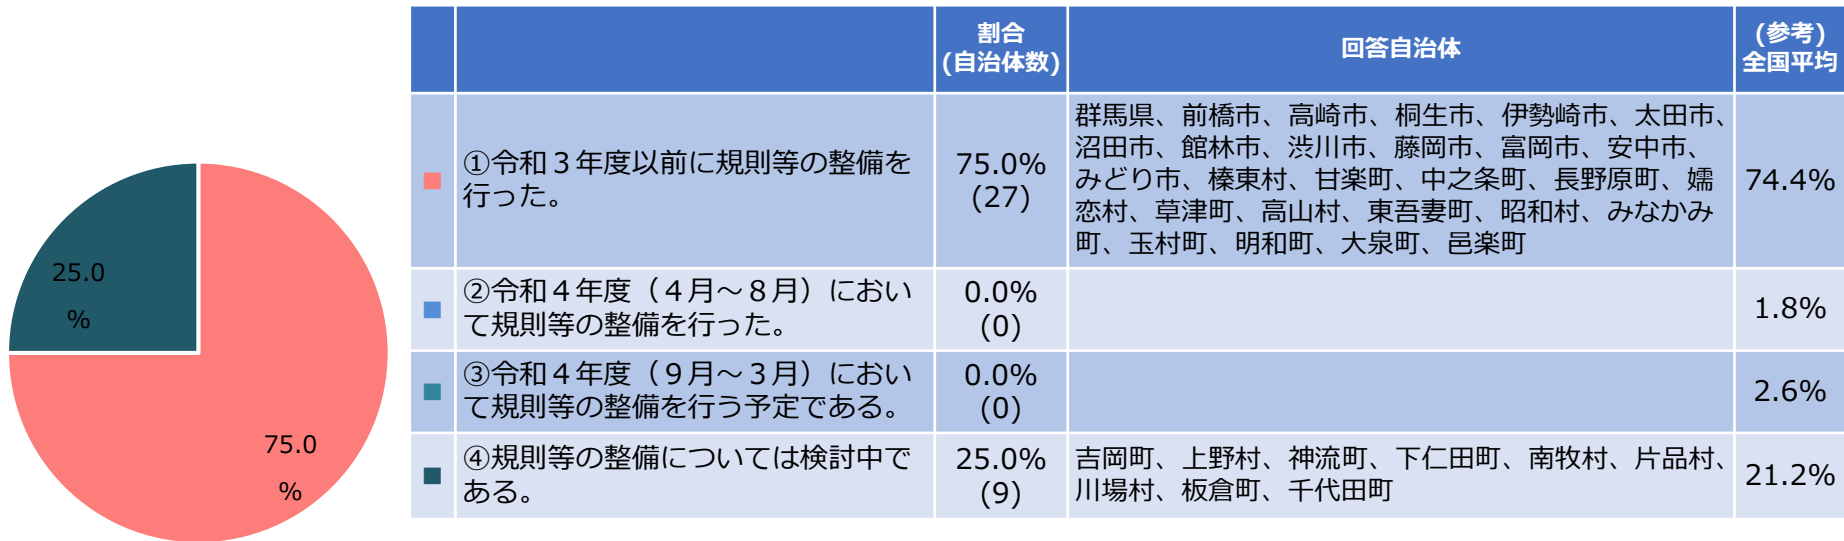 25.0
%
75.0
%
割合
(自治体数)
回答自治体
(参考)
全国平均
①令和３年度以前に規則等の整備を
行った。
75.0%
(27)
群馬県、前橋市、高崎市、桐生市、伊勢崎市、太田市、
沼田市、館林市、渋川市、藤岡市、富岡市、安中市、
みどり市、榛東村、甘楽町、中之条町、長野原町、嬬
恋村、草津町、高山村、東吾妻町、昭和村、みなかみ
町、玉村町、明和町、大泉町、邑楽町
74.4%
②令和４年度（４月～８月）におい
て規則等の整備を行った。
0.0%
(0)
1.8%
③令和４年度（９月～３月）におい
て規則等の整備を行う予定である。
0.0%
(0)
2.6%
④規則等の整備については検討中で
ある。
25.0%
(9)
吉岡町、上野村、神流町、下仁田町、南牧村、片品村、
川場村、板倉町、千代田町
21.2%